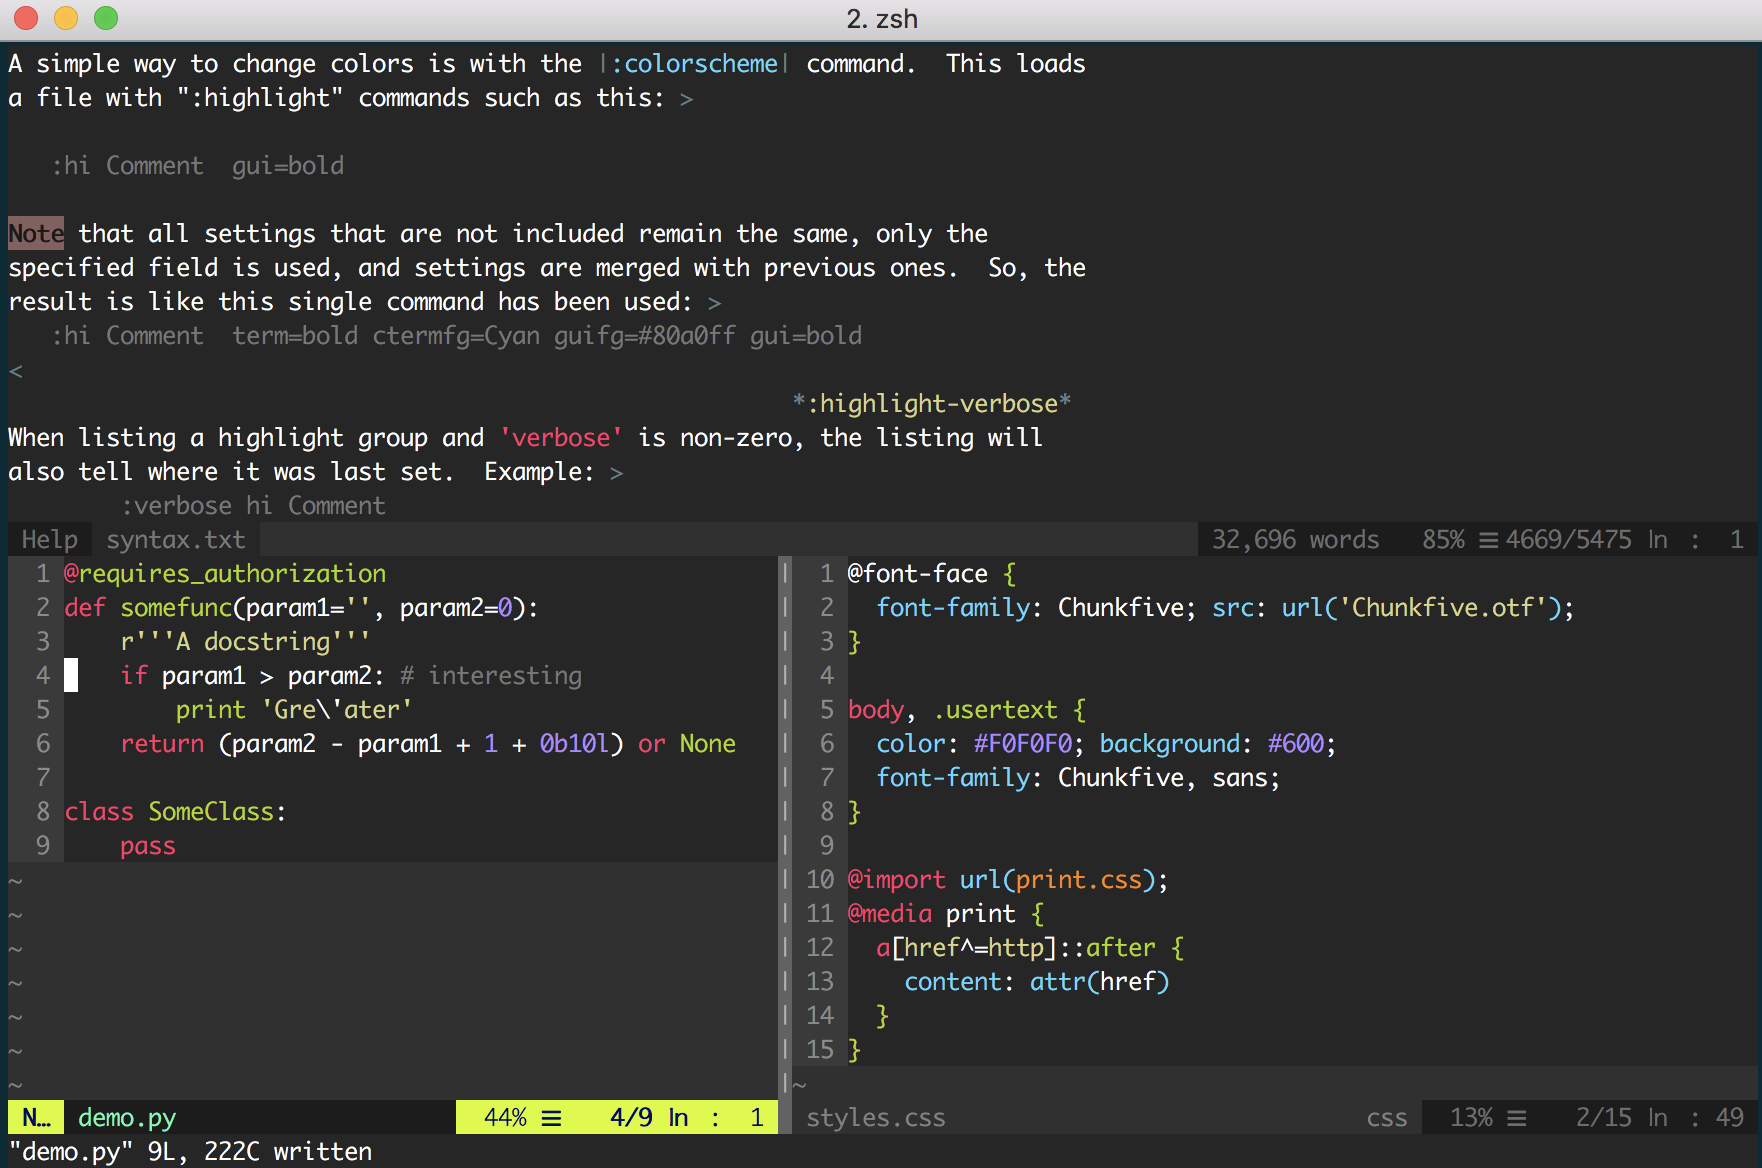 2. zsh
A simple way to change colors is with the |:colorscheme| command.  This loads
a file with ":highlight" commands such as this: >
   :hi Comment  gui=bold
Note that all settings that are not included remain the same, only the
specified field is used, and settings are merged with previous ones.  So, the
result is like this single command has been used: >
   :hi Comment  term=bold ctermfg=Cyan guifg=#80a0ff gui=bold
<
                                                        *:highlight-verbose*
When listing a highlight group and 'verbose' is non-zero, the listing will
also tell where it was last set.  Example: >
        :verbose hi Comment
Help  syntax.txt  32,696 words  85% ≡ 4669/5475 ln :  1
1 @requires_authorization
2 def somefunc(param1='', param2=0):
3     r'''A docstring'''
4     if param1 > param2: # interesting
5         print 'Gre\'ater'
6     return (param2 - param1 + 1 + 0b10l) or None
7
8 class SomeClass:
9     pass
~
~
~
~
~
~
~
N…  demo.py  44% ≡  4/9 ln :  1
1 @font-face {
2   font-family: Chunkfive; src: url('Chunkfive.otf');
3 }
4
5 body, .usertext {
6   color: #F0F0F0; background: #600;
7   font-family: Chunkfive, sans;
8 }
9
10 @import url(print.css);
11 @media print {
12   a[href^=http]::after {
13     content: attr(href)
14   }
15 }
~
styles.css  css  13% ≡  2/15 ln : 49
"demo.py" 9L, 222C written